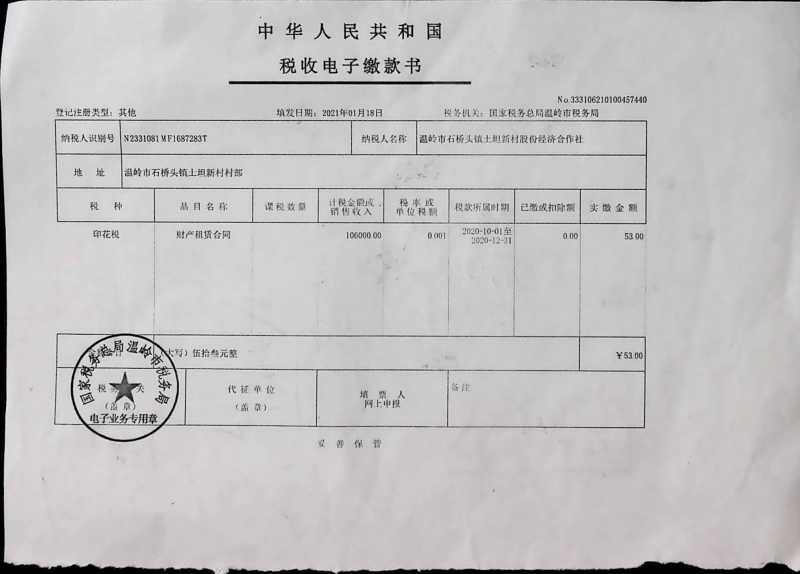 中华人民共和国
税收电子缴款书
No.333106210100457440
登记注册类型：其他 填发日期：2021年01月18日 税务机关：国家税务总局温岭市税务局
纳税人识别号 N2331081MF1687283T 纳税人名称 温岭市石桥头镇土坦新村股份经济合作社
地址 温岭市石桥头镇土坦新村村部
税种 品目名称 课税数量 计税金额或销售收入 税率或单位税额 税款所属时期 已缴或扣除额 实缴金额
印花税 财产租赁合同 106000.00 0.001 2020-10-01至2020-12-31 0.00 53.00
大写）伍拾叁元整 ￥53.00
税务 关
（盖章）
代征单位
（盖章）
填票人
网上申报
备注
国家税务总局温岭市税务局
电子业务专用章
妥善保管